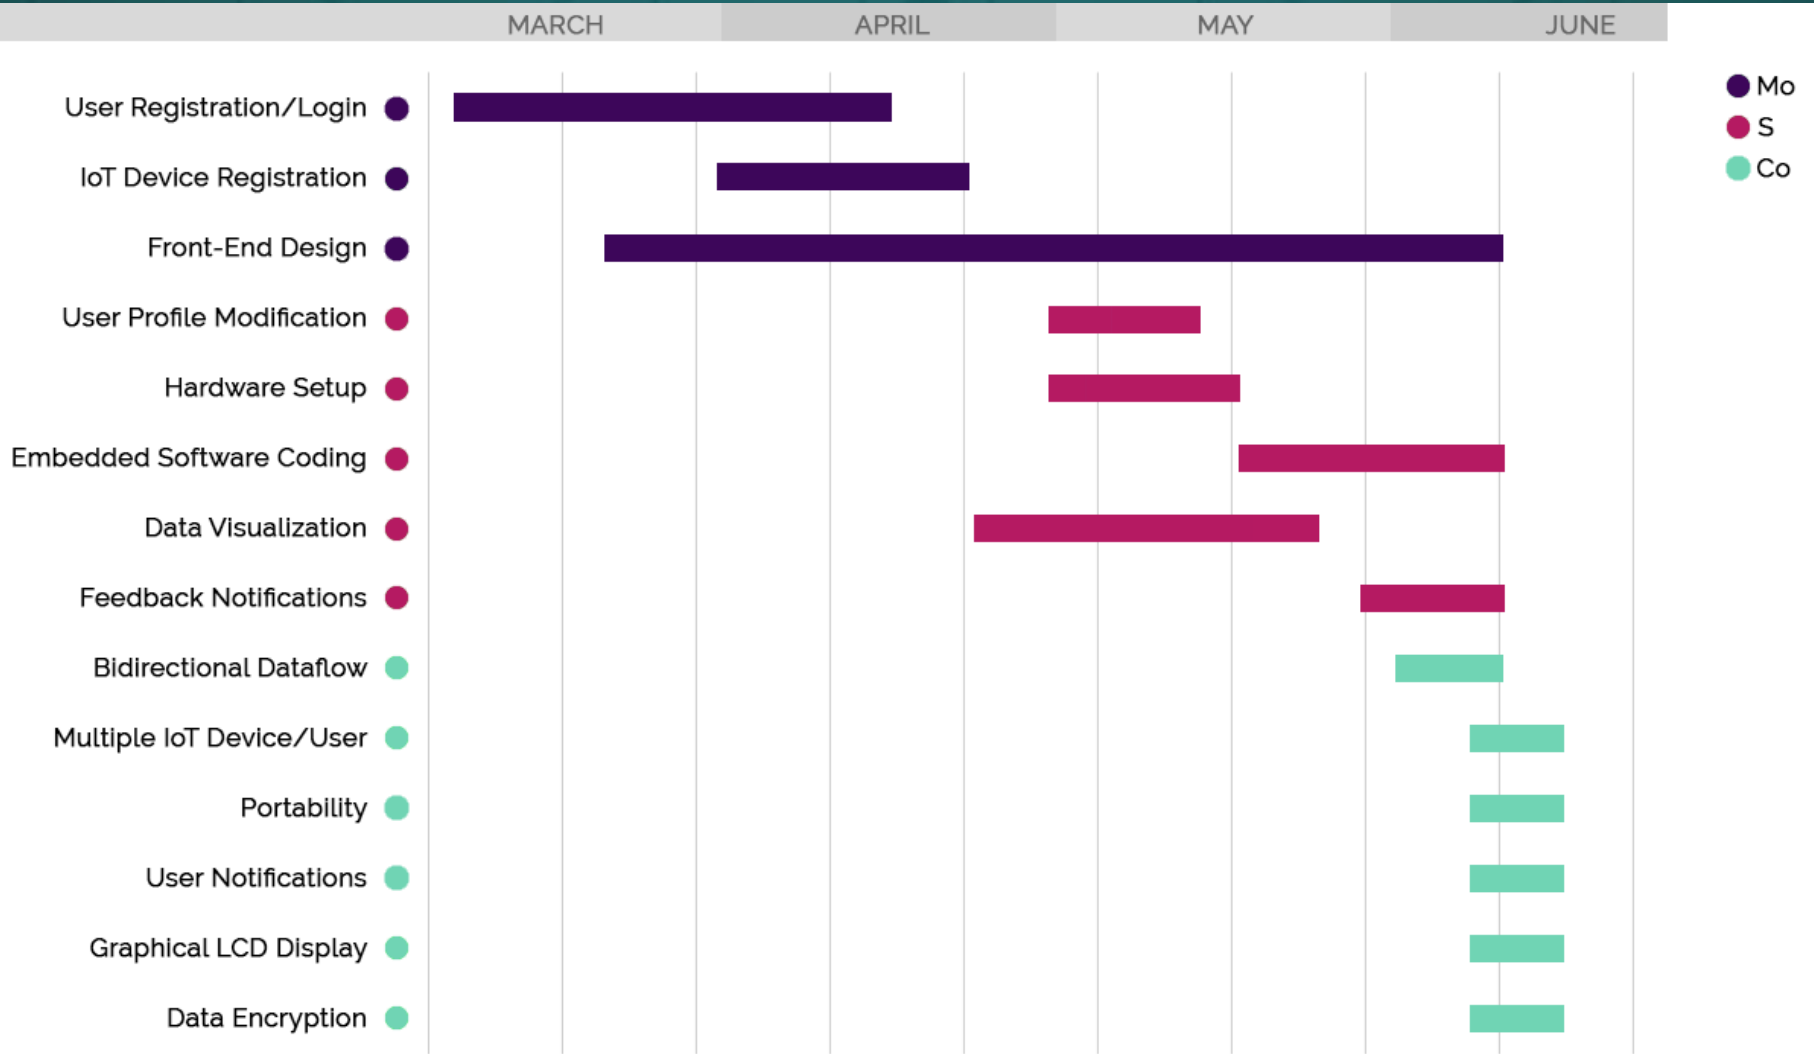 MARCH APRIL MAY JUNE
Mo
S
Co
User Registration/Login
IoT Device Registration
Front-End Design
User Profile Modification
Hardware Setup
Embedded Software Coding
Data Visualization
Feedback Notifications
Bidirectional Dataflow
Multiple IoT Device/User
Portability
User Notifications
Graphical LCD Display
Data Encryption